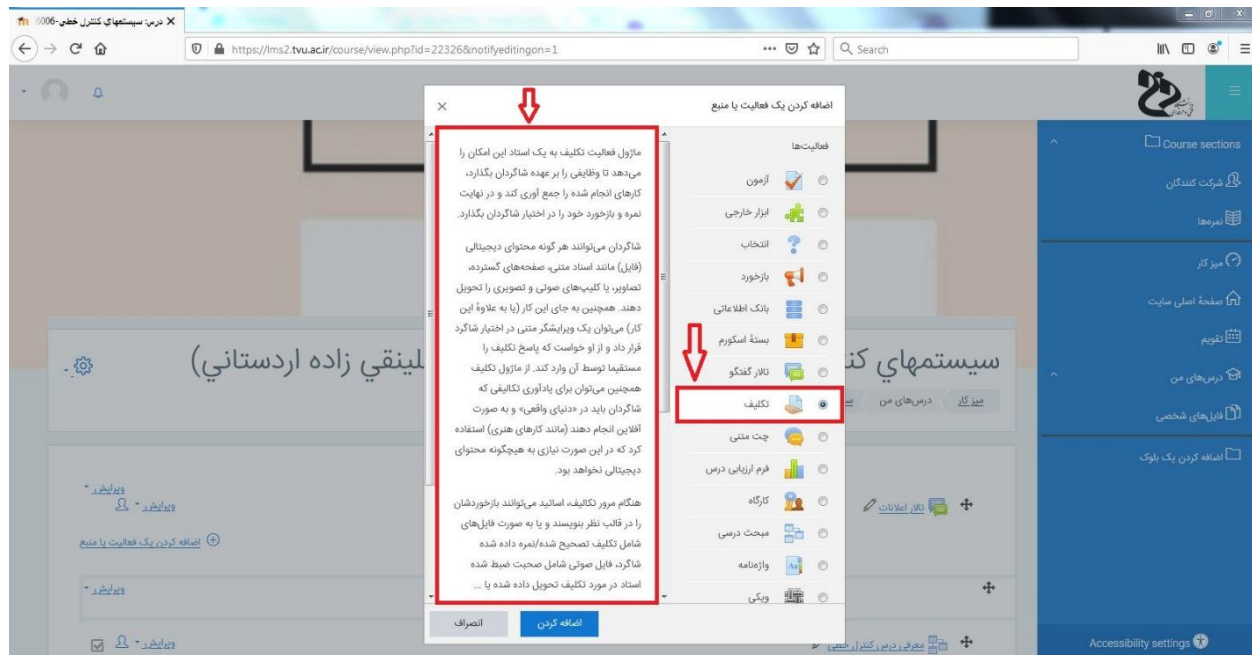 درس: سیستمهاي کنترل خطي-6006
https://lms2.tvu.ac.ir/course/view.php?id=22326&notifyeditingon=1
Search
اضافه کردن یک فعالیت یا منبع
فعالیت‌ها
آزمون
ابزار خارجی
انتخاب
بازخورد
بانک اطلاعاتی
بستهٔ اسکورم
تالار گفتگو
تکلیف
چت متنی
فرم ارزیابی درس
کارگاه
مبحث درسی
واژه‌نامه
ویکی
ماژول فعالیت تکلیف به یک استاد این امکان را
می‌دهد تا وظایفی را بر عهده شاگردان بگذارد،
کارهای انجام شده را جمع آوری کند و در نهایت
نمره و بازخورد خود را در اختیار شاگردان بگذارد.
شاگردان می‌توانند هر گونه محتوای دیجیتالی
(فایل) مانند اسناد متنی، صفحه‌های گسترده،
تصاویر، یا کلیپ‌های صوتی و تصویری را تحویل
دهند. همچنین به جای این کار (یا به علاوهٔ این
کار) می‌توان یک ویرایشگر متنی در اختیار شاگرد
قرار داد و از او خواست که پاسخ تکلیف را
مستقیما توسط آن وارد کند. از ماژول تکلیف
همچنین می‌توان برای یادآوری تکالیفی که
شاگردان باید در «دنیای واقعی» و به صورت
آفلاین انجام دهند (مانند کارهای هنری) استفاده
کرد که در این صورت نیازی به هیچگونه محتوای
دیجیتالی نخواهد بود.
هنگام مرور تکالیف، اساتید می‌توانند بازخوردشان
را در قالب نظر بنویسند و یا به صورت فایل‌های
شامل تکلیف تصحیح شده/نمره داده شده
شاگرد، فایل صوتی شامل صحبت ضبط شده
استاد در مورد تکلیف تحویل داده شده یا ...
اضافه کردن
انصراف
Course sections
شرکت کنندگان
نمره‌ها
میز کار
صفحهٔ اصلی سایت
تقویم
درس‌های من
فایل‌های شخصی
اضافه کردن یک بلوک
Accessibility settings
سیستمهاي کنت
لینقي زاده اردستاني)
میز کار
درس‌های من
تالار اعلانات
ویرایش
ویرایش
اضافه کردن یک فعالیت یا منبع
ویرایش
معرفی درس کنترل خطی
ویرایش